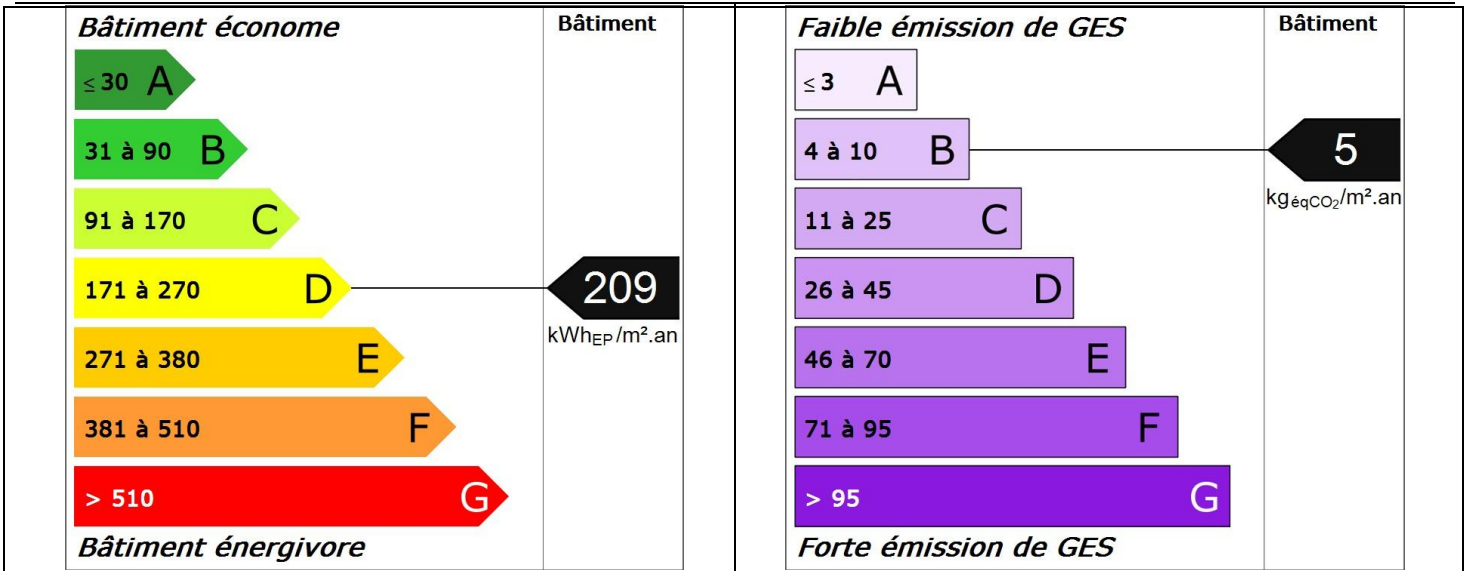 Bâtiment économe
Bâtiment
≤ 30 A
31 à 90 B
91 à 170 C
171 à 270 D
209
kWhEP/m².an
271 à 380 E
381 à 510 F
> 510 G
Bâtiment énergivore
Faible émission de GES
Bâtiment
≤ 3 A
4 à 10 B
5
kgéqCO₂/m².an
11 à 25 C
26 à 45 D
46 à 70 E
71 à 95 F
> 95 G
Forte émission de GES